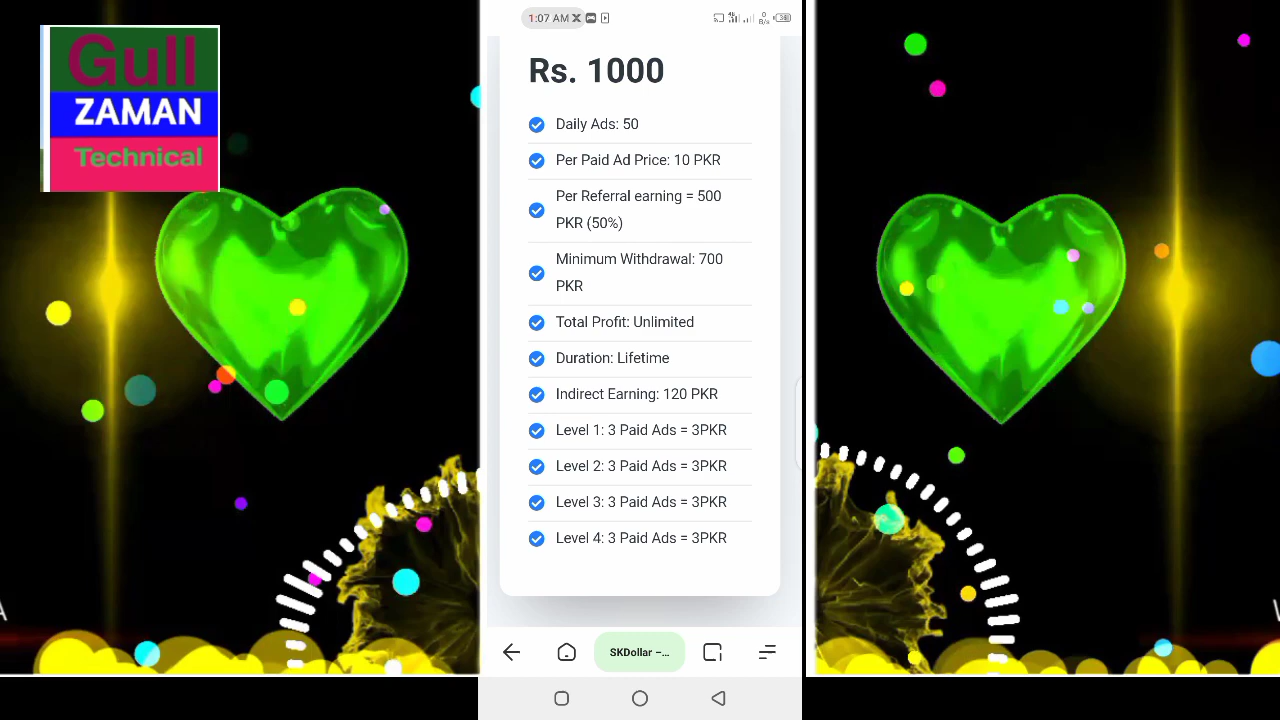 Gull
ZAMAN
Technical
1:07 AM
4G
0
B/s
38
Rs. 1000
Daily Ads: 50
Per Paid Ad Price: 10 PKR
Per Referral earning = 500
PKR (50%)
Minimum Withdrawal: 700
PKR
Total Profit: Unlimited
Duration: Lifetime
Indirect Earning: 120 PKR
Level 1: 3 Paid Ads = 3PKR
Level 2: 3 Paid Ads = 3PKR
Level 3: 3 Paid Ads = 3PKR
Level 4: 3 Paid Ads = 3PKR
SKDollar –...